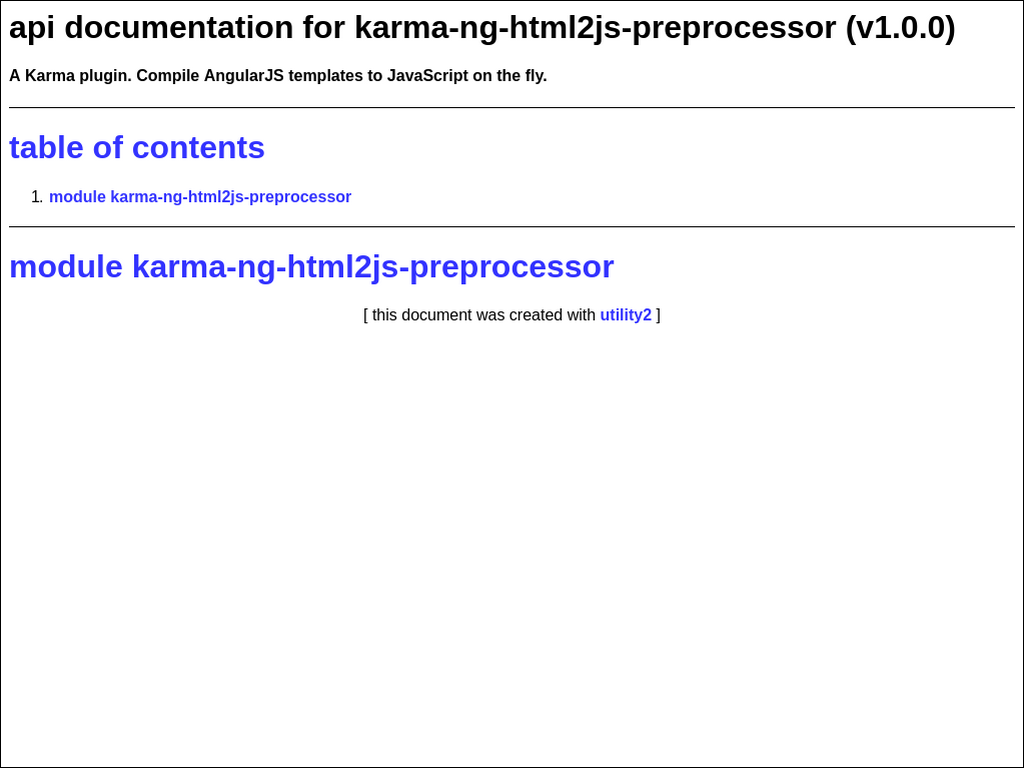 api documentation for karma-ng-html2js-preprocessor (v1.0.0)
A Karma plugin. Compile AngularJS templates to JavaScript on the fly.
table of contents
1. module karma-ng-html2js-preprocessor
module karma-ng-html2js-preprocessor
[ this document was created with utility2 ]